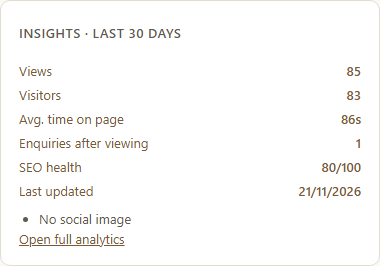 INSIGHTS · LAST 30 DAYS
Views 85
Visitors 83
Avg. time on page 86s
Enquiries after viewing 1
SEO health 80/100
Last updated 21/11/2026
• No social image
Open full analytics